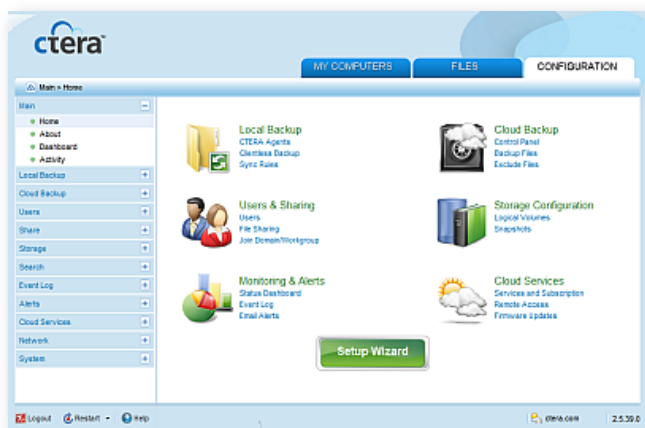 ctera
MY COMPUTERS
FILES
CONFIGURATION
Main > Home
Main
Home
About
Dashboard
Activity
Local Backup
Cloud Backup
Users
Share
Storage
Search
Event Log
Alerts
Cloud Services
Network
System
Local Backup
CTERA Agents
Clientless Backup
Sync Rules
Cloud Backup
Control Panel
Backup Files
Exclude Files
Users & Sharing
Users
File Sharing
Join Domain/Workgroup
Storage Configuration
Logical Volumes
Snapshots
Monitoring & Alerts
Status Dashboard
Event Log
Email Alerts
Cloud Services
Services and Subscription
Remote Access
Firmware Updates
Setup Wizard
Logout
Restart
Help
ctera.com
2.5.39.0